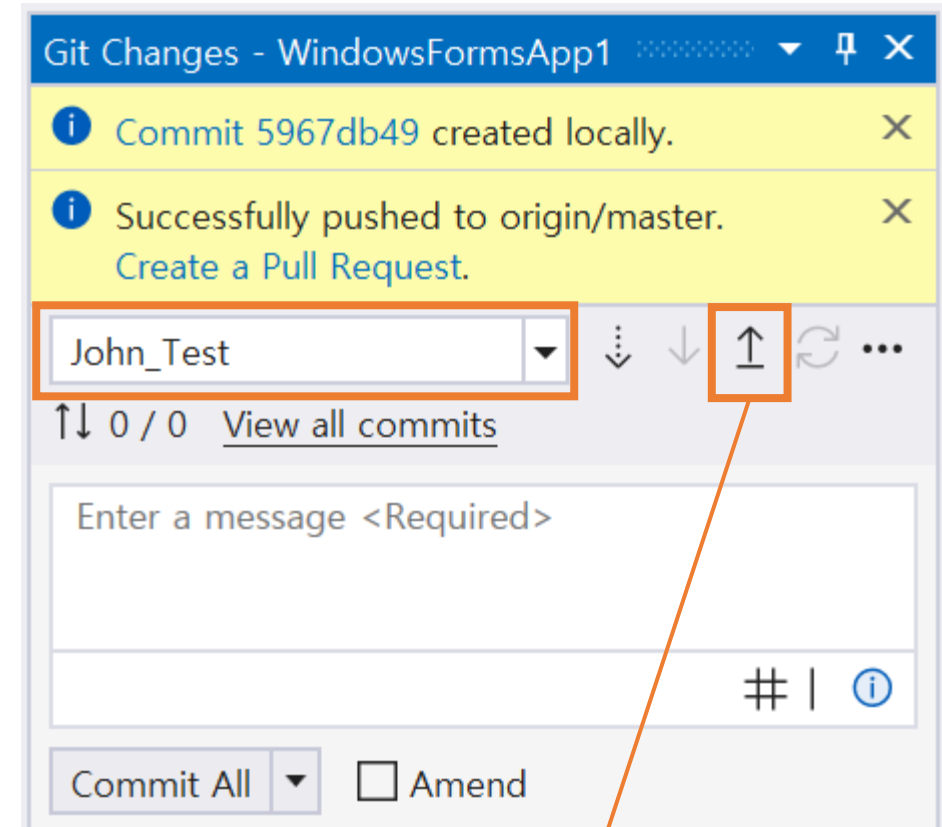 Git Changes - WindowsFormsApp1
Commit 5967db49 created locally.
Successfully pushed to origin/master.
Create a Pull Request.
John_Test
0 / 0 View all commits
Enter a message <Required>
Commit All Amend